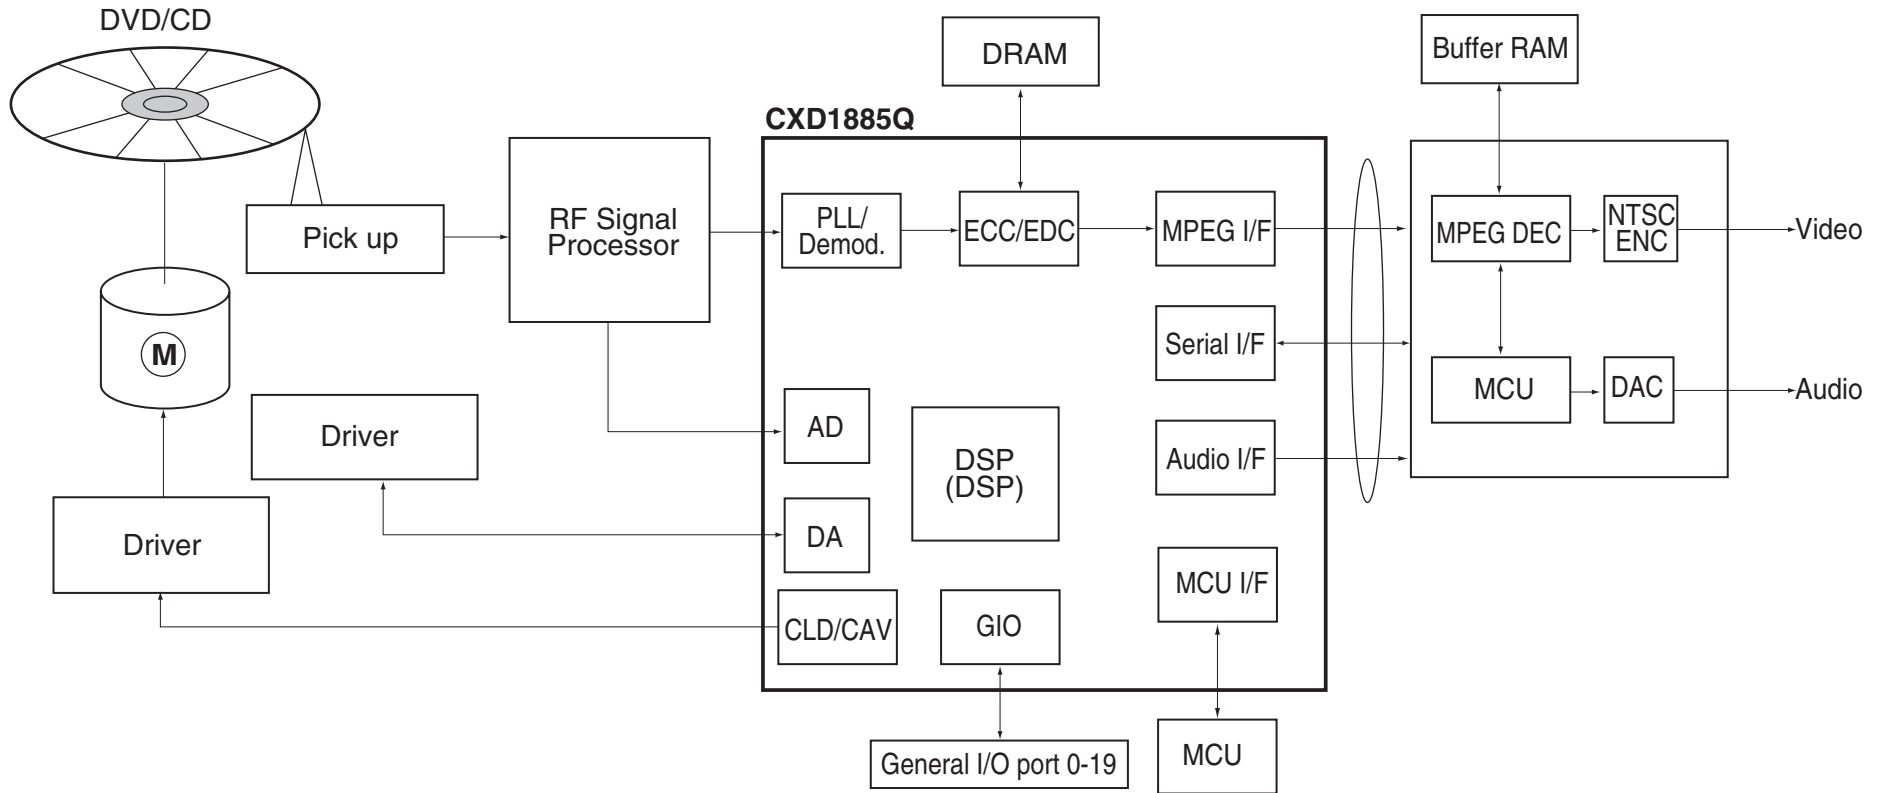 DVD/CD
DRAM
Buffer RAM
CXD1885Q
Pick up
RF Signal
Processor
PLL/
Demod.
ECC/EDC
MPEG I/F
MPEG DEC
NTSC
ENC
Video
M
Serial I/F
MCU
DAC
Audio
Driver
AD
DSP
(DSP)
Audio I/F
Driver
DA
MCU I/F
CLD/CAV
GIO
General I/O port 0-19
MCU